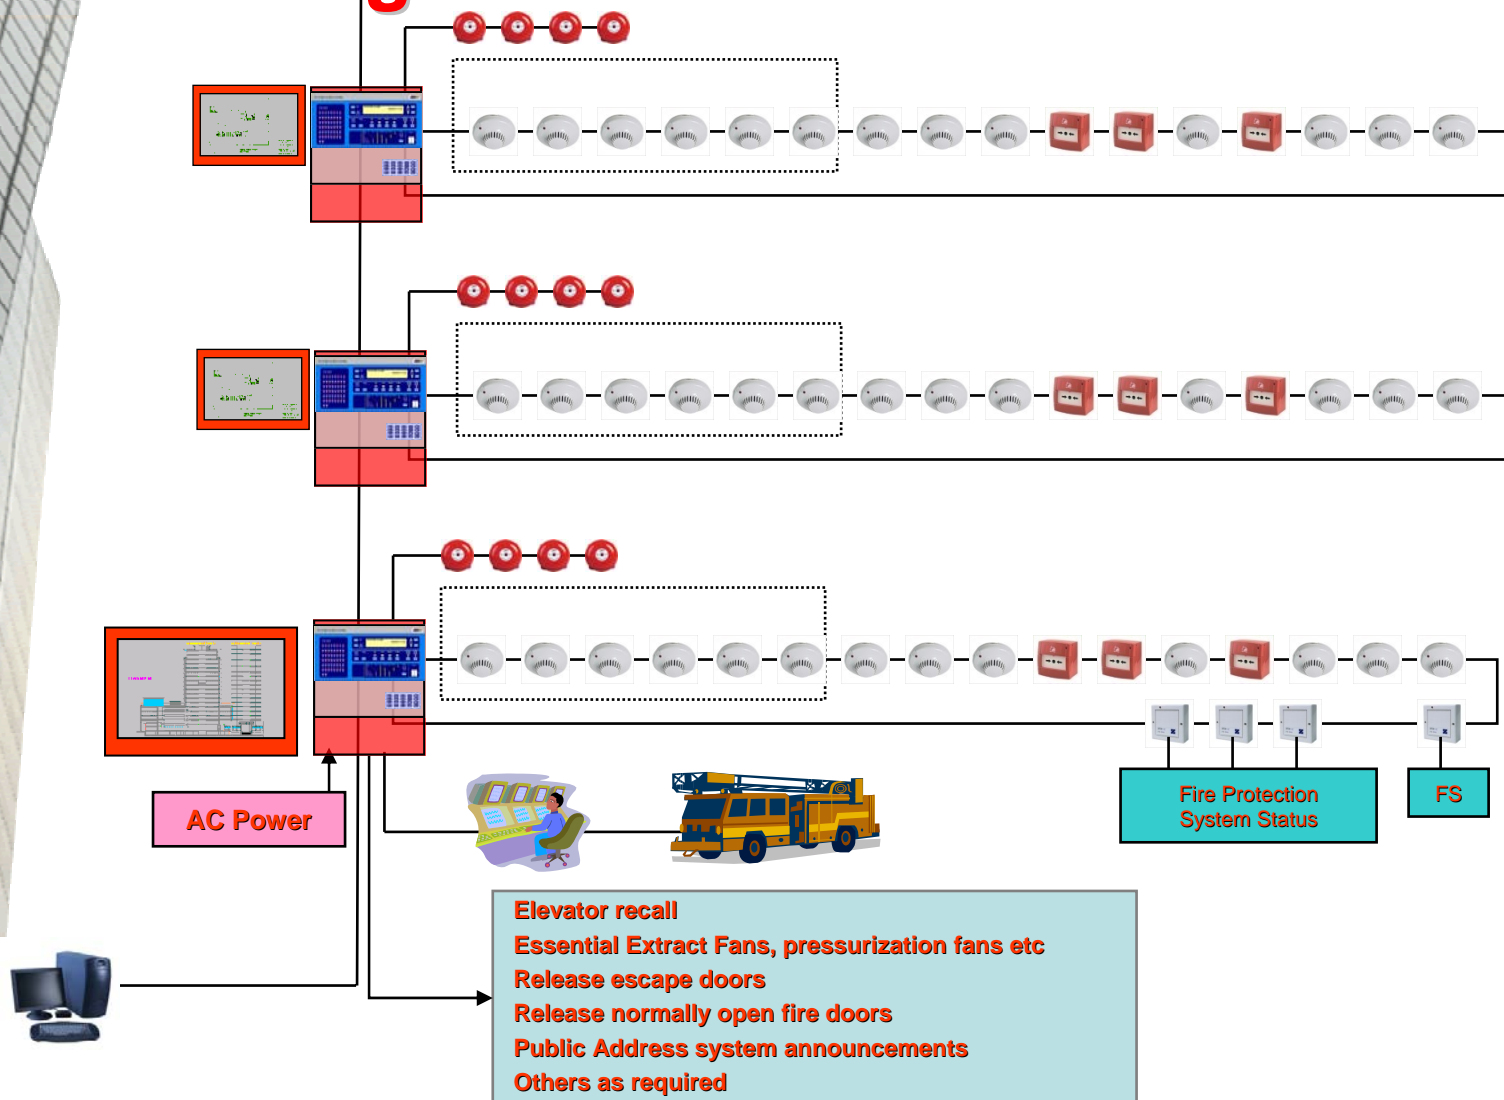 AC Power
Fire Protection
System Status
FS
Elevator recall
Essential Extract Fans, pressurization fans etc
Release escape doors
Release normally open fire doors
Public Address system announcements
Others as required